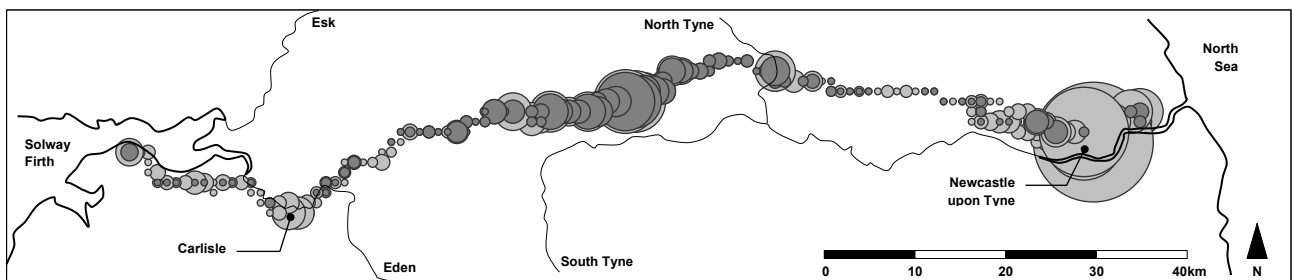 Esk
North Tyne
North
Sea
Solway
Firth
Newcastle
upon Tyne
Carlisle
Eden
South Tyne
0 10 20 30 40km
N